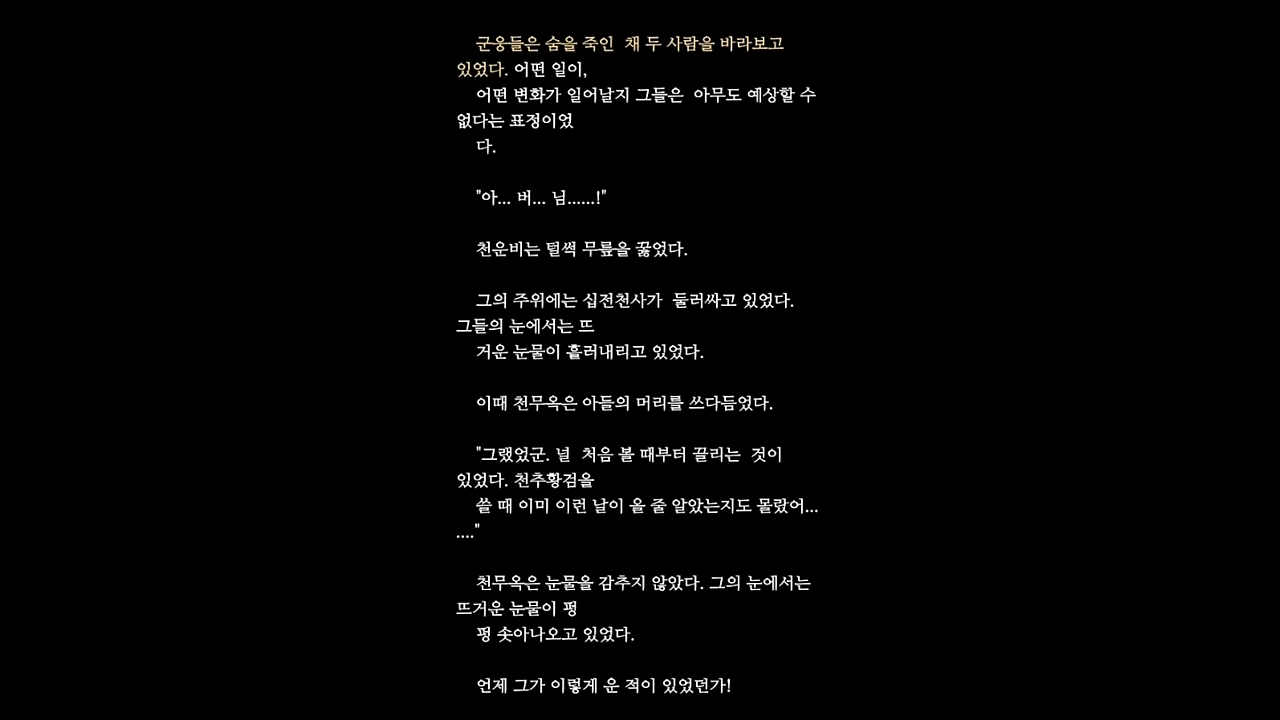 군웅들은 숨을 죽인  채 두 사람을 바라보고
있었다. 어떤 일이,
어떤 변화가 일어날지 그들은  아무도 예상할 수
없다는 표정이었
다.
"아... 버... 님......!"
천운비는 털썩 무릎을 꿇었다.
그의 주위에는 십전천사가  둘러싸고 있었다.
그들의 눈에서는 뜨
거운 눈물이 흘러내리고 있었다.
이때 천무옥은 아들의 머리를 쓰다듬었다.
"그랬었군. 널  처음 볼 때부터 끌리는  것이
있었다. 천추황검을
쓸 때 이미 이런 날이 올 줄 알았는지도 몰랐어...
...."
천무옥은 눈물을 감추지 않았다. 그의 눈에서는
뜨거운 눈물이 펑
펑 솟아나오고 있었다.
언제 그가 이렇게 운 적이 있었던가!